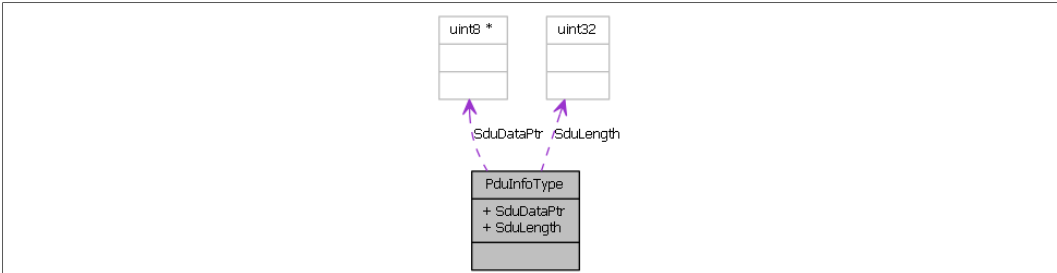 uint8 *
uint32
SduDataPtr
SduLength
PduInfoType
+ SduDataPtr
+ SduLength